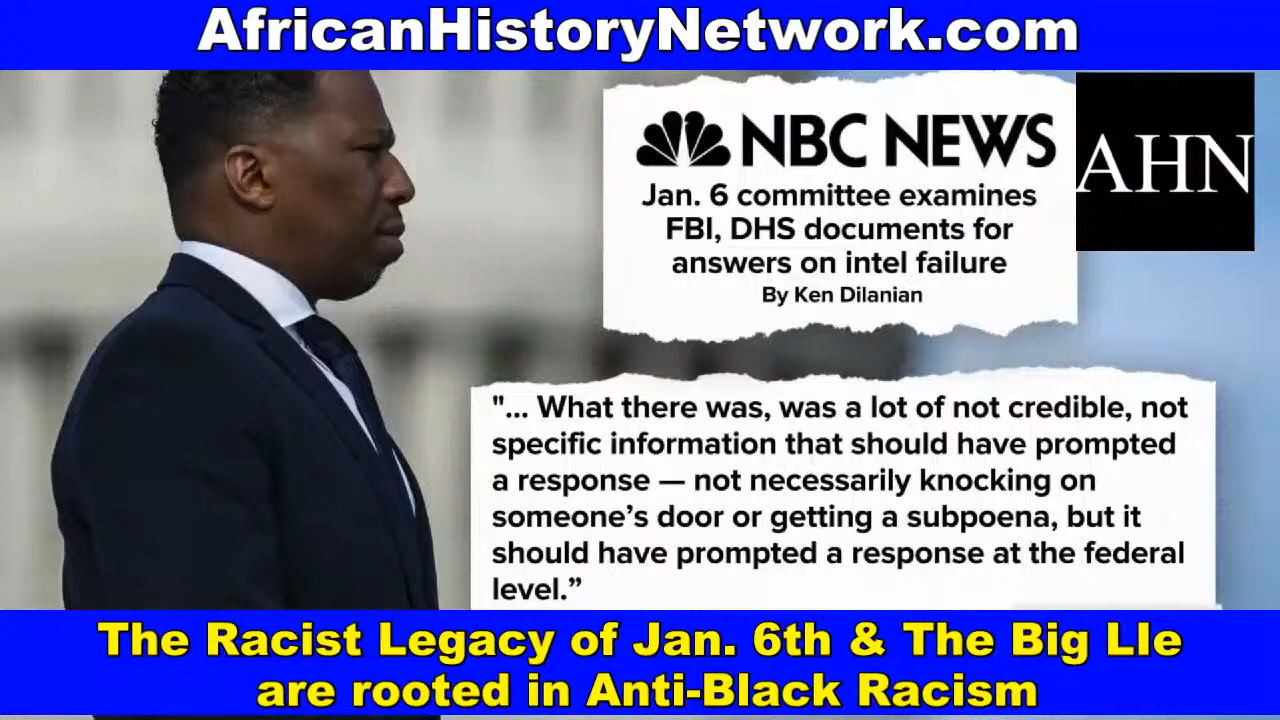 AfricanHistoryNetwork.com
NBC NEWS
AHN
Jan. 6 committee examines
FBI, DHS documents for
answers on intel failure
By Ken Dilanian
"... What there was, was a lot of not credible, not
specific information that should have prompted
a response — not necessarily knocking on
someone’s door or getting a subpoena, but it
should have prompted a response at the federal
level.”
The Racist Legacy of Jan. 6th & The Big LIe
are rooted in Anti-Black Racism